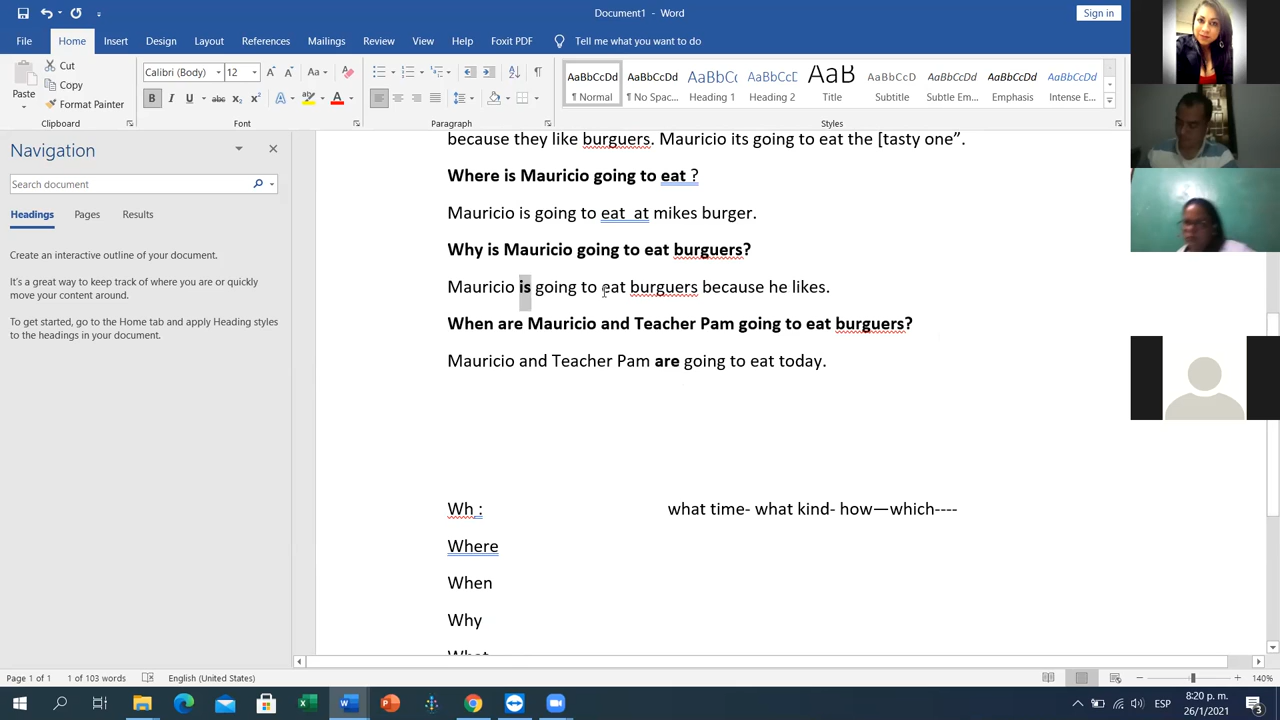 Document1 - Word
Sign in
File Home Insert Design Layout References Mailings Review View Help Foxit PDF Tell me what you want to do
Paste
Cut
Copy
Format Painter
Clipboard
Calibri (Body) 12
Font
Paragraph
AaBbCcDd AaBbCcDd AaBbC AaBbCcD AaB AaBbCcD AaBbCcDd AaBbCcDd AaBbCcDd
¶ Normal ¶ No Spac... Heading 1 Heading 2 Title Subtitle Subtle Em... Emphasis Intense E...
Styles
Navigation
Search document
Headings Pages Results
Create an interactive outline of your document.
It's a great way to keep track of where you are or quickly
move your content around.
To get started, go to the Home tab and apply Heading styles
to the headings in your document.
because they like burguers. Mauricio its going to eat the [tasty one”.
Where is Mauricio going to eat ?
Mauricio is going to eat at mikes burger.
Why is Mauricio going to eat burguers?
Mauricio is going to eat burguers because he likes.
When are Mauricio and Teacher Pam going to eat burguers?
Mauricio and Teacher Pam are going to eat today.
Wh : what time- what kind- how—which----
Where
When
Why
What
Page 1 of 1 1 of 103 words English (United States) 140%
8:20 p. m.
ESP
26/1/2021
3